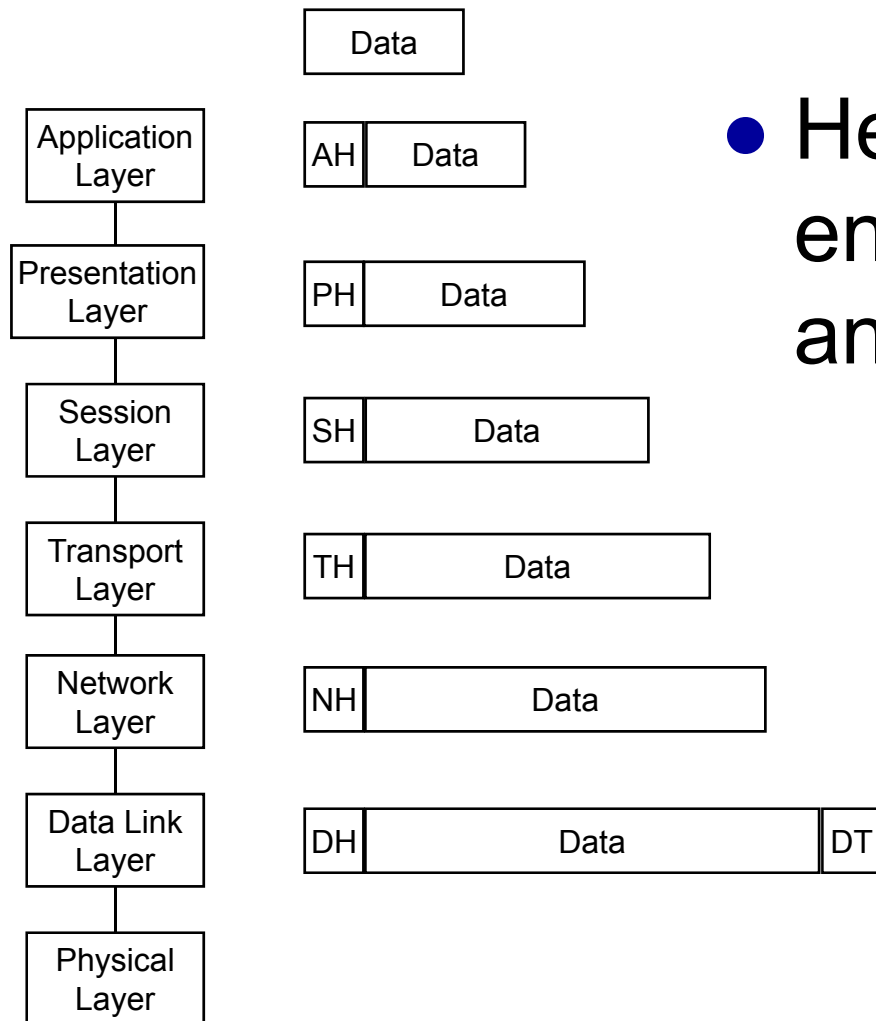 Data
Application
Layer
AH Data
Presentation
Layer
PH Data
Session
Layer
SH Data
Transport
Layer
TH Data
Network
Layer
NH Data
Data Link
Layer
DH Data DT
Physical
Layer